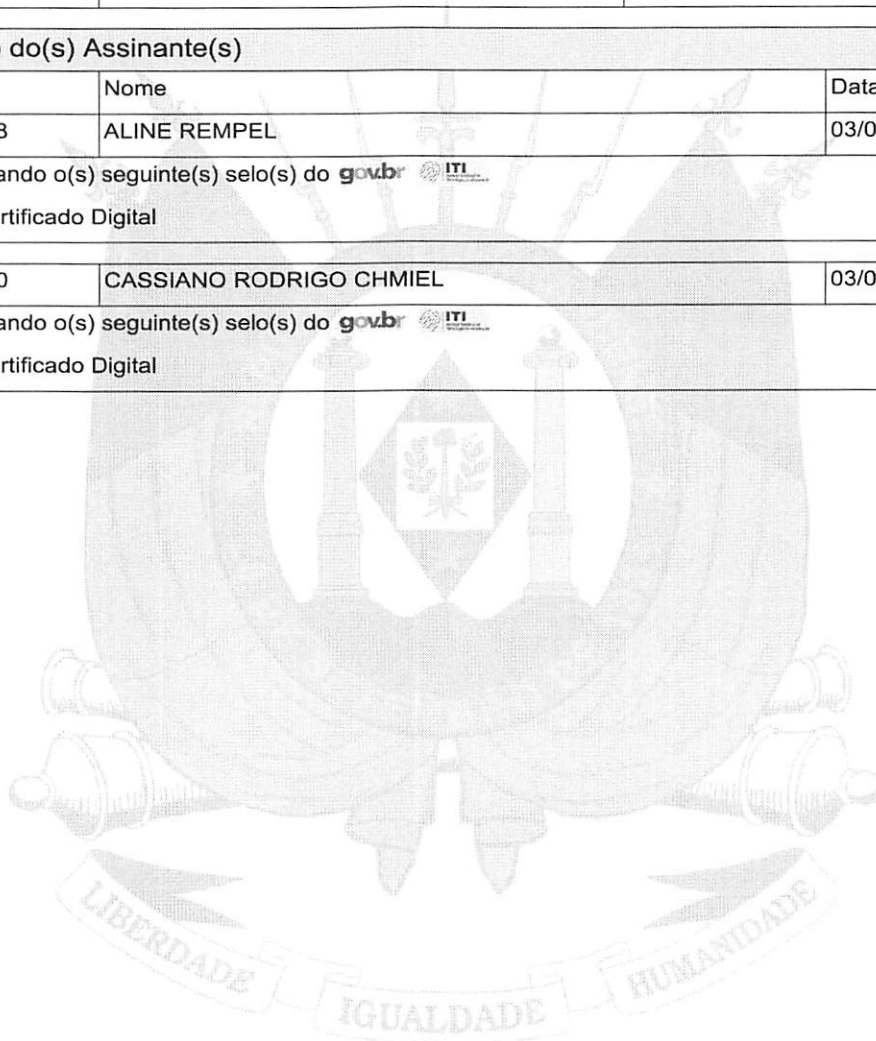 do(s) Assinante(s)
Nome Data
8 ALINE REMPEL 03/0
ando o(s) seguinte(s) selo(s) do gov.br ITI
rtificado Digital
0 CASSIANO RODRIGO CHMIEL 03/0
ando o(s) seguinte(s) selo(s) do gov.br ITI
rtificado Digital
LIBERDADE IGUALDADE HUMANIDADE